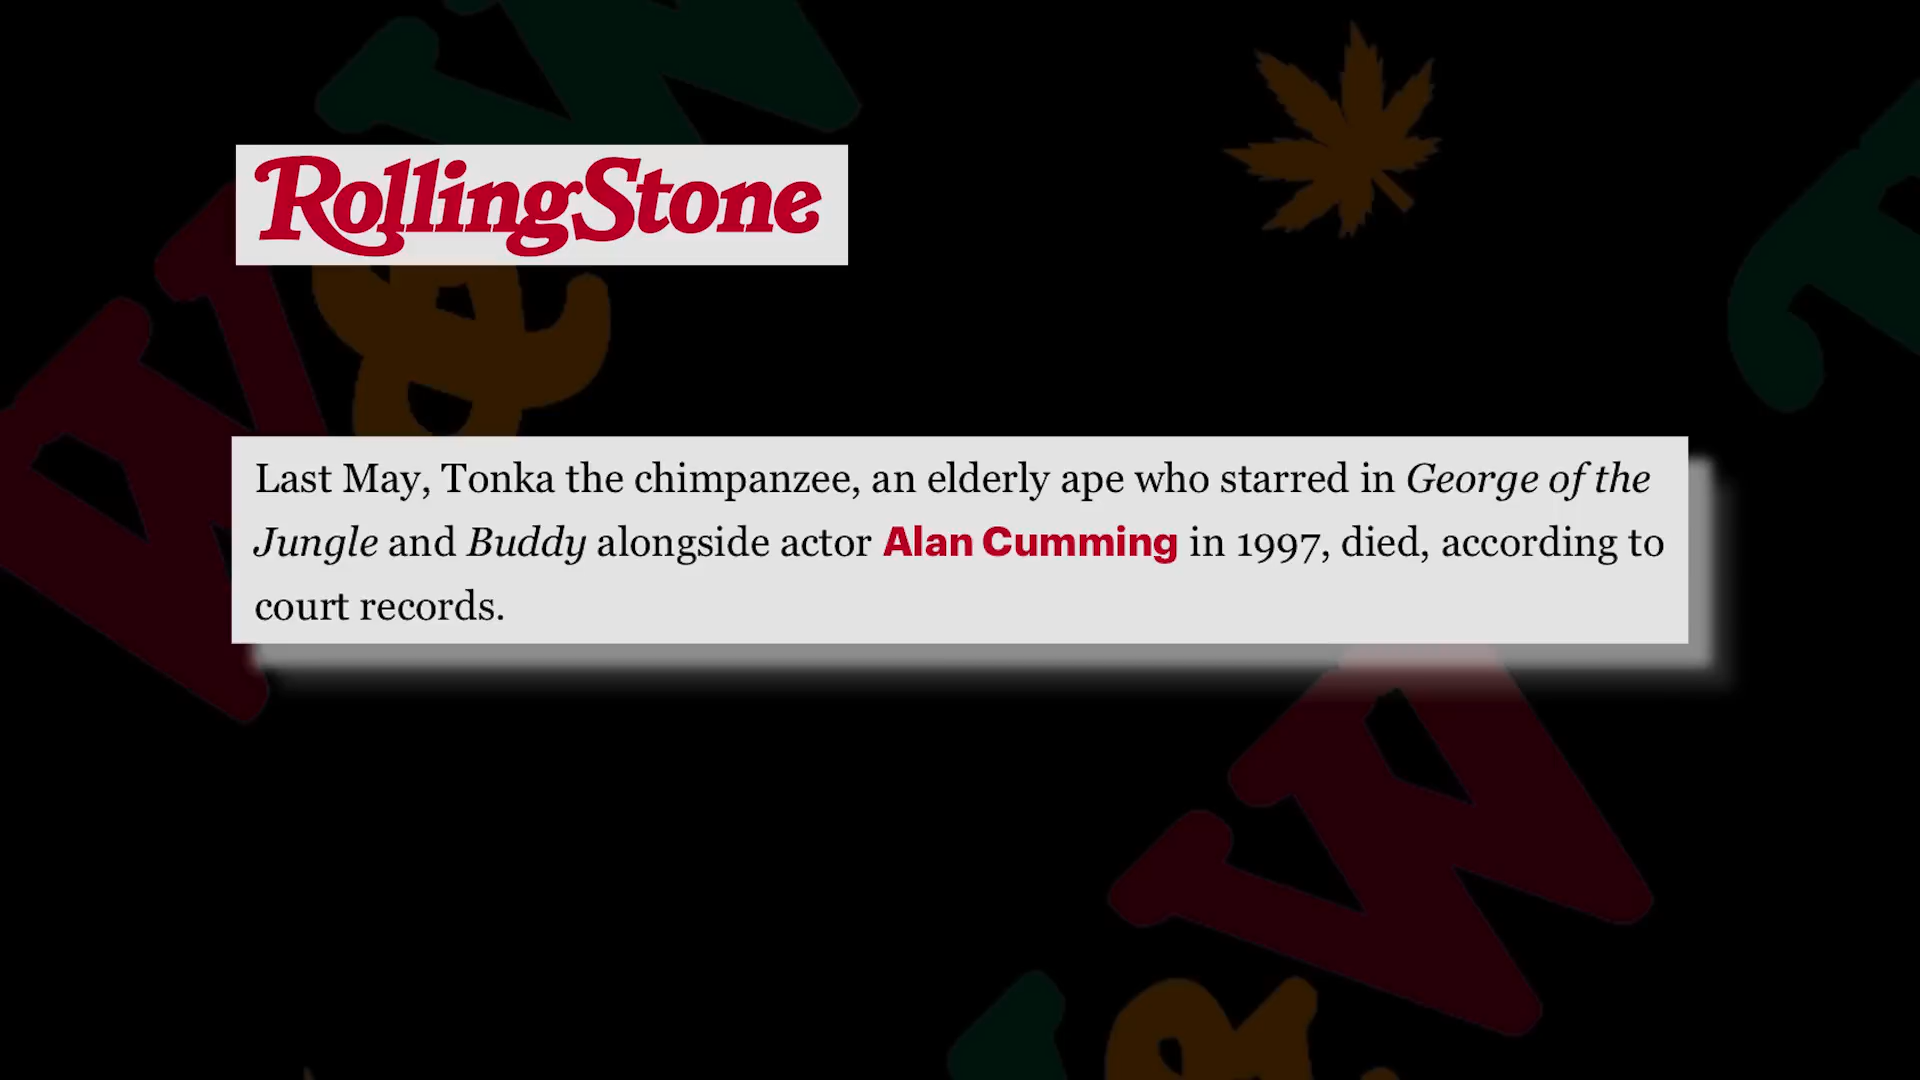 RollingStone
Last May, Tonka the chimpanzee, an elderly ape who starred in George of the
Jungle and Buddy alongside actor Alan Cumming in 1997, died, according to
court records.